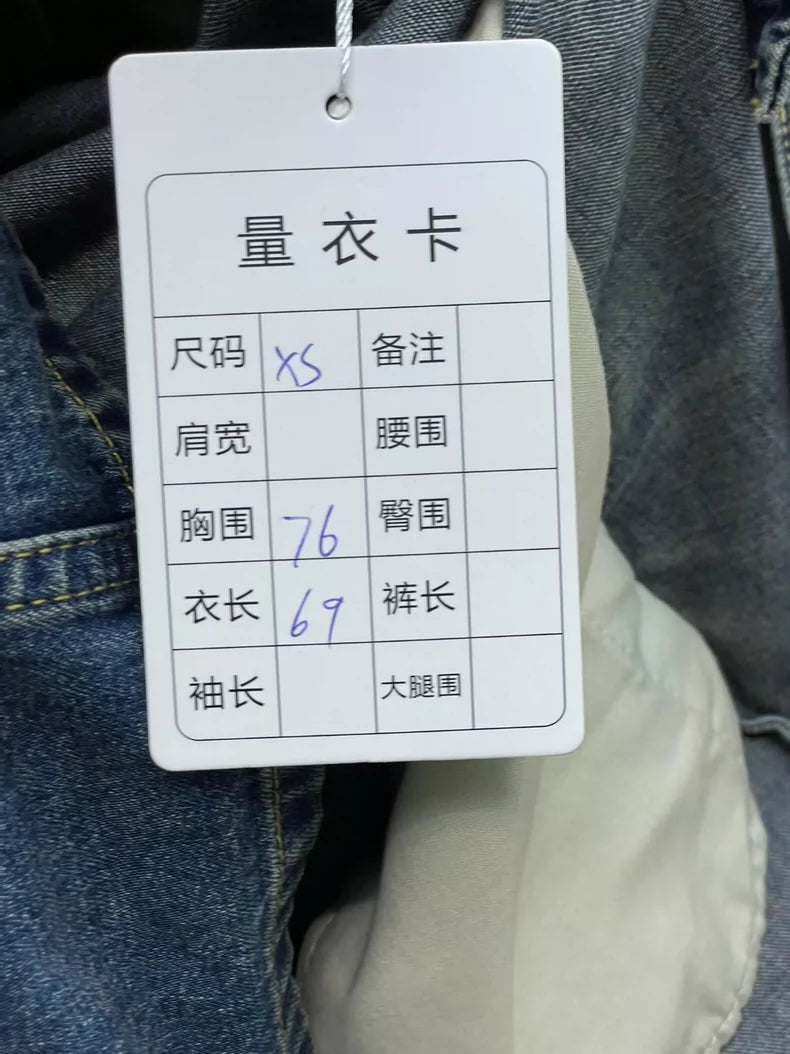 量衣卡
尺码 XS 备注
肩宽 腰围
胸围 76 臀围
衣长 69 裤长
袖长 大腿围